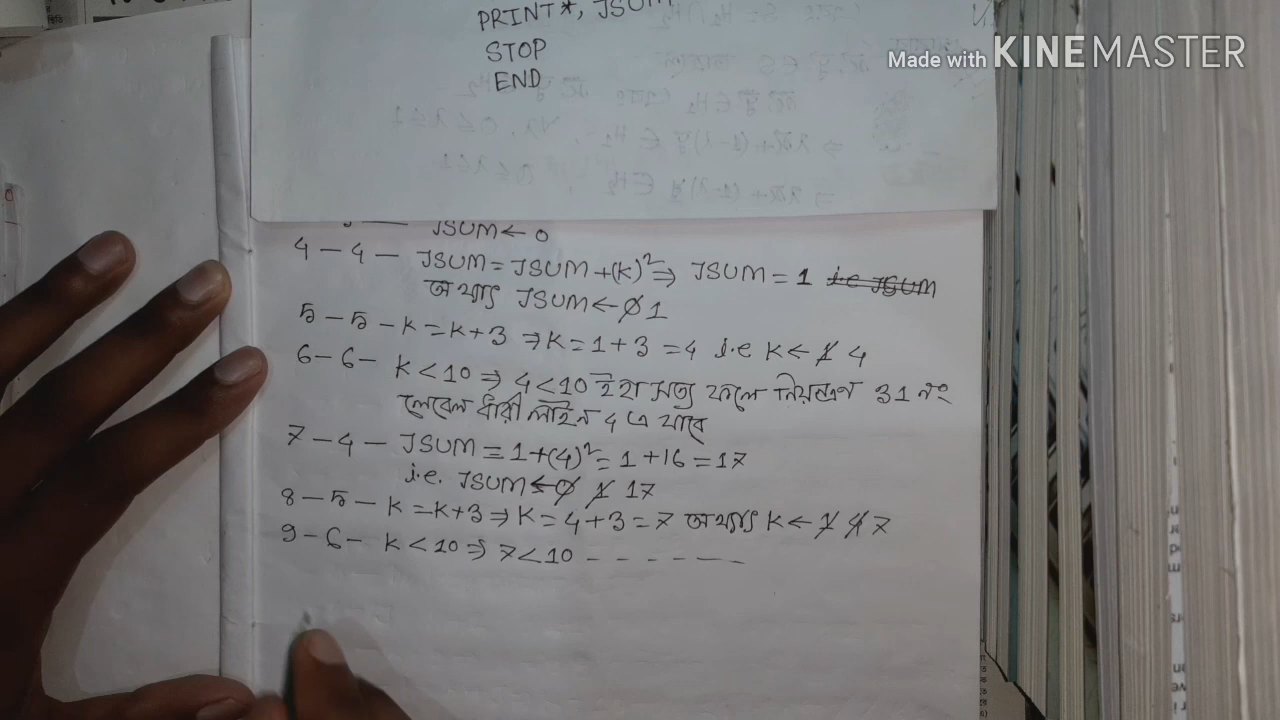 PRINT*, JSUM
STOP
END
Made with KINEMASTER
JSUM ← 0
4 – 4 – JSUM = JSUM + (K)² ⇒ JSUM = 1 i.e JSUM
অর্থাৎ JSUM ← 0 1
5 – 5 – K = K + 3 ⇒ K = 1 + 3 = 4 i.e K ← 1 4
6 – 6 – K < 10 ⇒ 4 < 10 ইহা সত্য ফলে নিয়ন্ত্রণ 31 নং
লেবেল ধারী লাইন 4 এ যাবে
7 – 4 – JSUM = 1 + (4)² = 1 + 16 = 17
i.e. JSUM ← 0 1 17
8 – 5 – K = K + 3 ⇒ K = 4 + 3 = 7 অর্থাৎ K ← 1 4 7
9 – 6 – K < 10 ⇒ 7 < 10 – – – – – – –